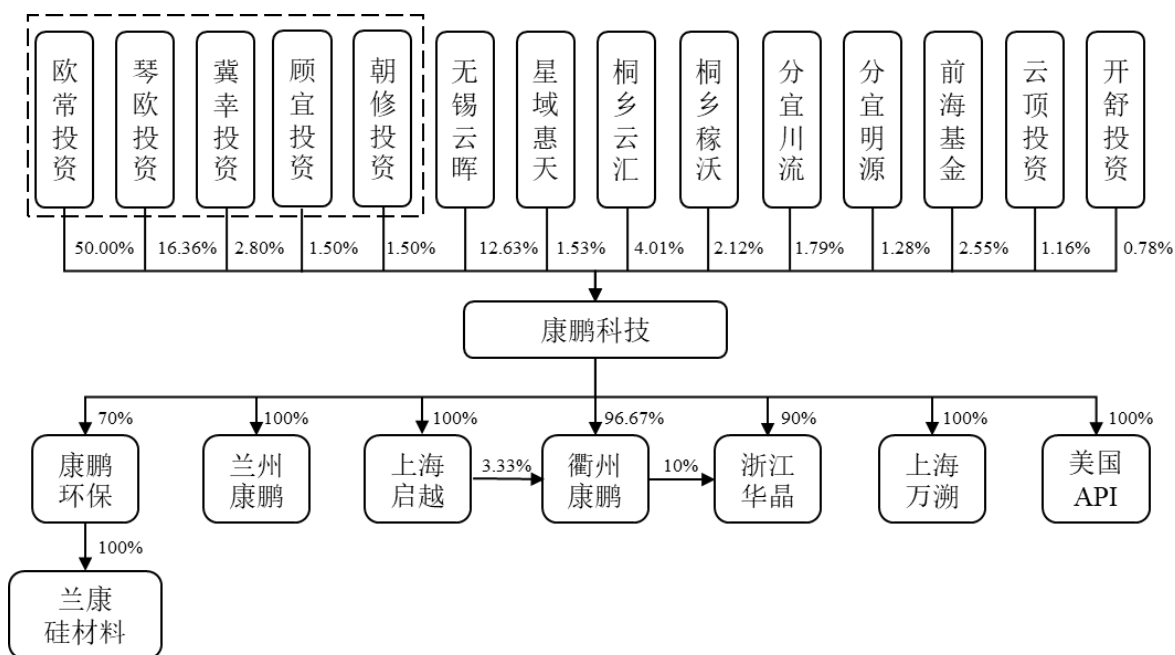 欧常投资
琴欧投资
冀幸投资
顾宜投资
朝修投资
无锡云晖
星域惠天
桐乡云汇
桐乡稼沃
分宜川流
分宜明源
前海基金
云顶投资
开舒投资
50.00%
16.36%
2.80%
1.50%
1.50%
12.63%
1.53%
4.01%
2.12%
1.79%
1.28%
2.55%
1.16%
0.78%
康鹏科技
70%
100%
100%
96.67%
90%
100%
100%
康鹏
环保
兰州
康鹏
上海
启越
3.33%
衢州
康鹏
10%
浙江
华晶
上海
万溯
美国
API
100%
兰康
硅材料